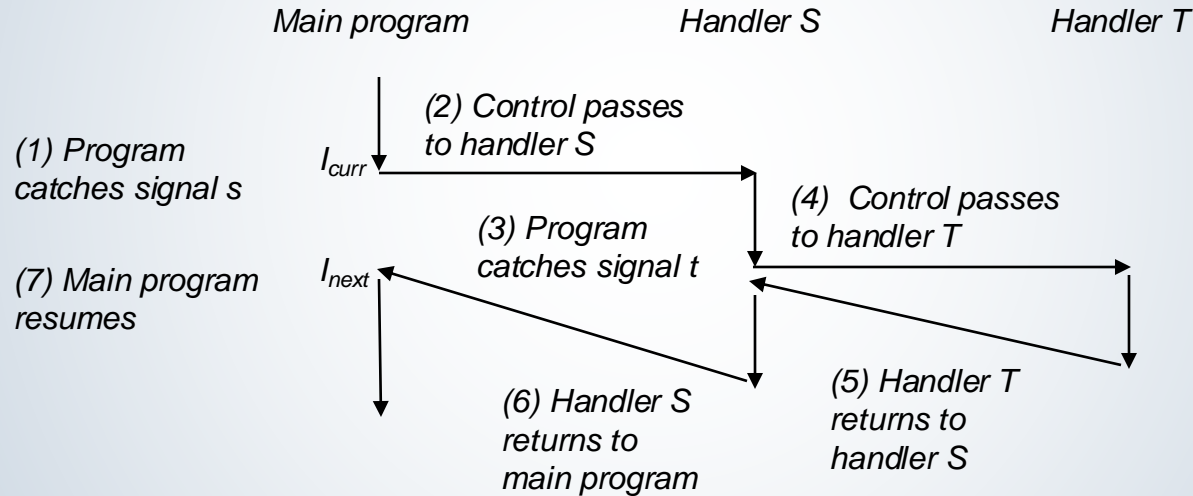 Main program
Handler S
Handler T
(2) Control passes
to handler S
(1) Program
catches signal s
I_curr
(4) Control passes
to handler T
(3) Program
catches signal t
(7) Main program
resumes
I_next
(6) Handler S
returns to
main program
(5) Handler T
returns to
handler S